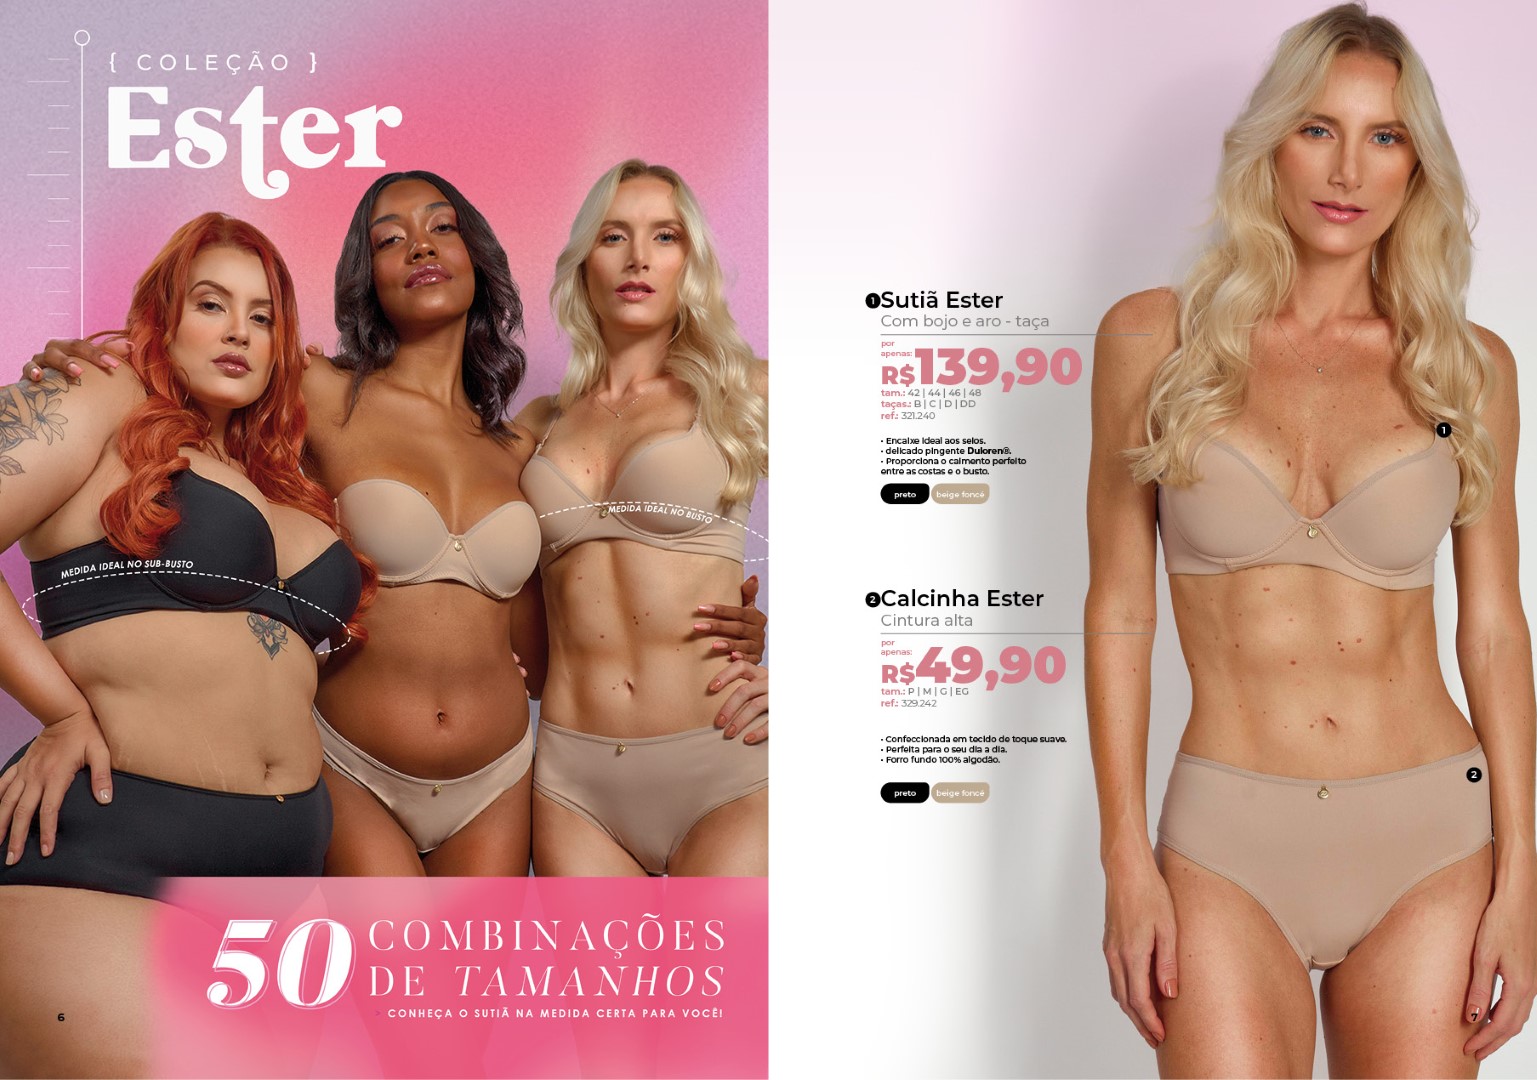 { COLEÇÃO }
Ester
MEDIDA IDEAL NO SUB-BUSTO
MEDIDA IDEAL NO BUSTO
50 COMBINAÇÕES
DE TAMANHOS
> CONHEÇA O SUTIÃ NA MEDIDA CERTA PARA VOCÊ!
6
1 Sutiã Ester
Com bojo e aro - taça
por
apenas:
R$139,90
tam.: 42 | 44 | 46 | 48
taças.: B | C | D | DD
ref.: 321.240
• Encaixe ideal aos seios.
• delicado pingente Duloren®.
• Proporciona o caimento perfeito
entre as costas e o busto.
preto
beige foncé
2 Calcinha Ester
Cintura alta
por
apenas:
R$49,90
tam.: P | M | G | EG
ref.: 329.242
• Confeccionada em tecido de toque suave.
• Perfeita para o seu dia a dia.
• Forro fundo 100% algodão.
preto
beige foncé
1
2
7